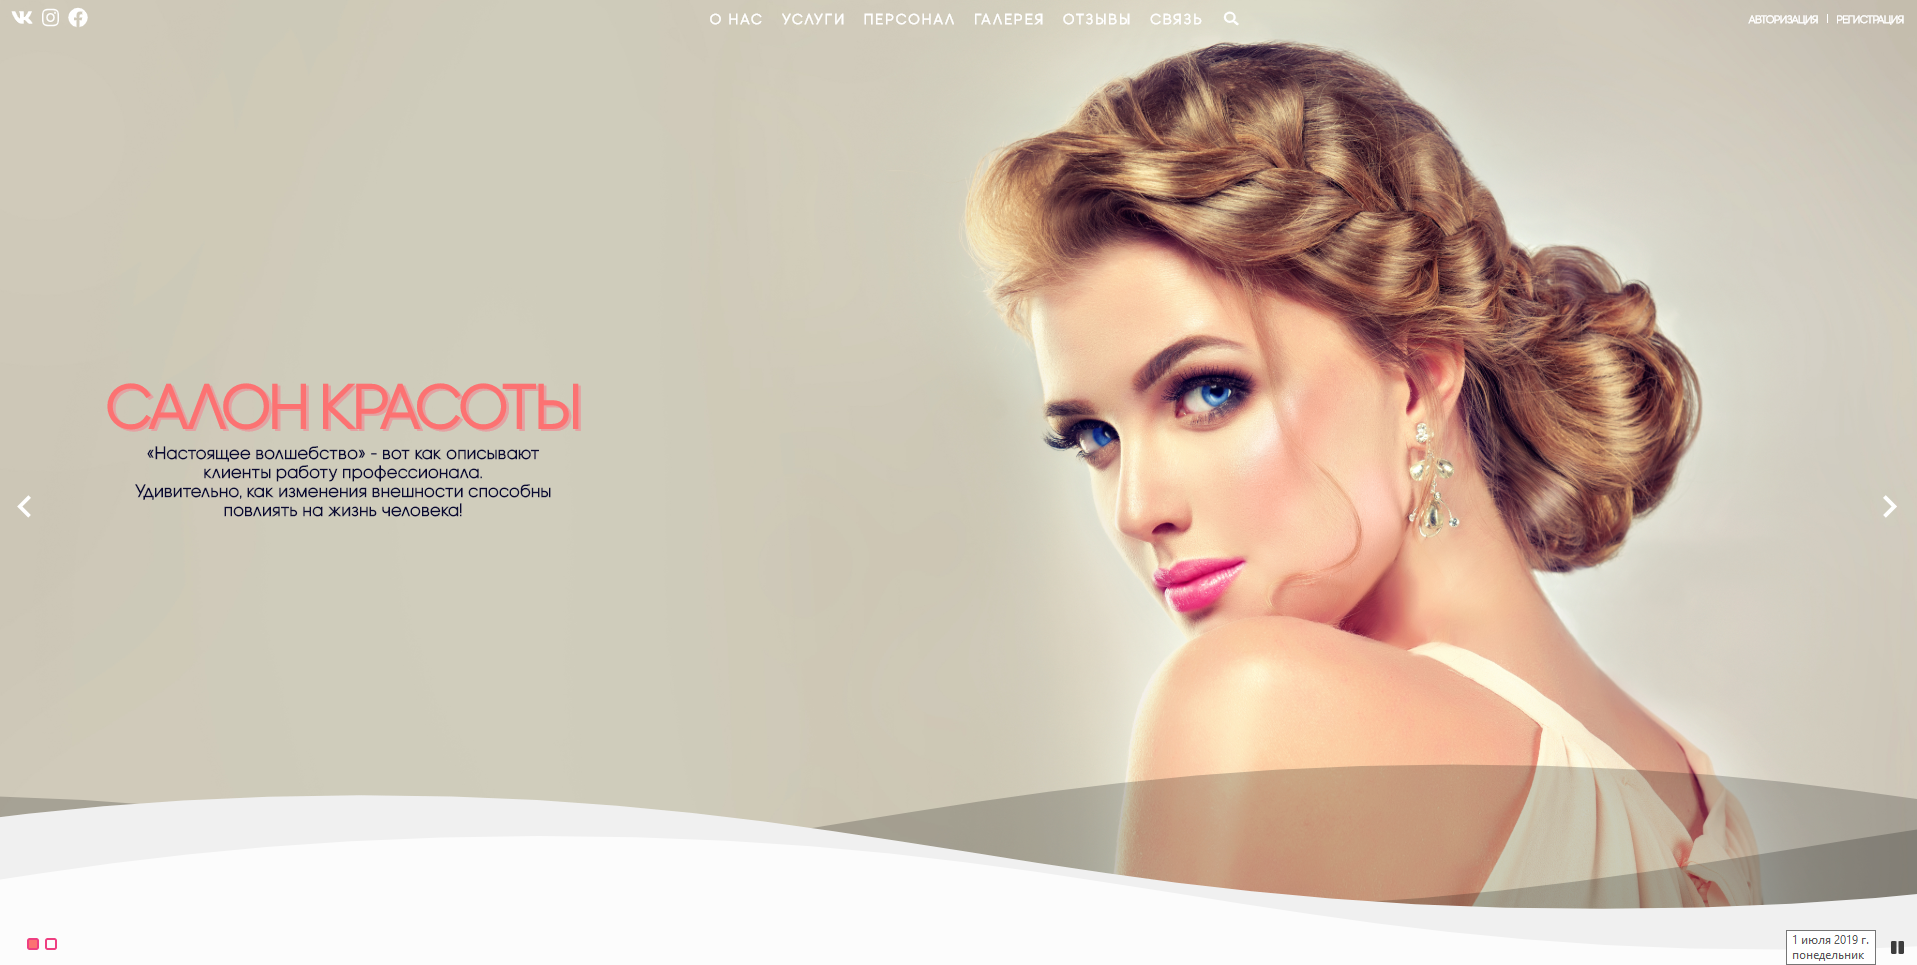 О НАС УСЛУГИ ПЕРСОНАЛ ГАЛЕРЕЯ ОТЗЫВЫ СВЯЗЬ
АВТОРИЗАЦИЯ | РЕГИСТРАЦИЯ
САЛОН КРАСОТЫ
«Настоящее волшебство» - вот как описывают
клиенты работу профессионала.
Удивительно, как изменения внешности способны
повлиять на жизнь человека!
1 июля 2019 г.
понедельник